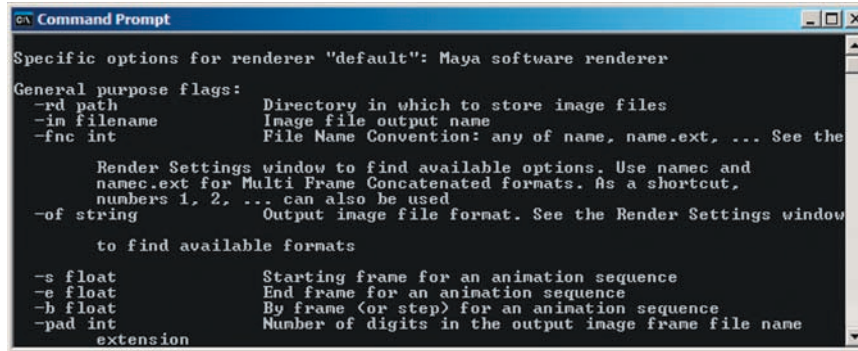 Command Prompt
Specific options for renderer "default": Maya software renderer
General purpose flags:
-rd path Directory in which to store image files
-im filename Image file output name
-fnc int File Name Convention: any of name, name.ext, ... See the
Render Settings window to find available options. Use namec and
namec.ext for Multi Frame Concatenated formats. As a shortcut,
numbers 1, 2, ... can also be used
-of string Output image file format. See the Render Settings window
to find available formats
-s float Starting frame for an animation sequence
-e float End frame for an animation sequence
-b float By frame (or step) for an animation sequence
-pad int Number of digits in the output image frame file name
extension